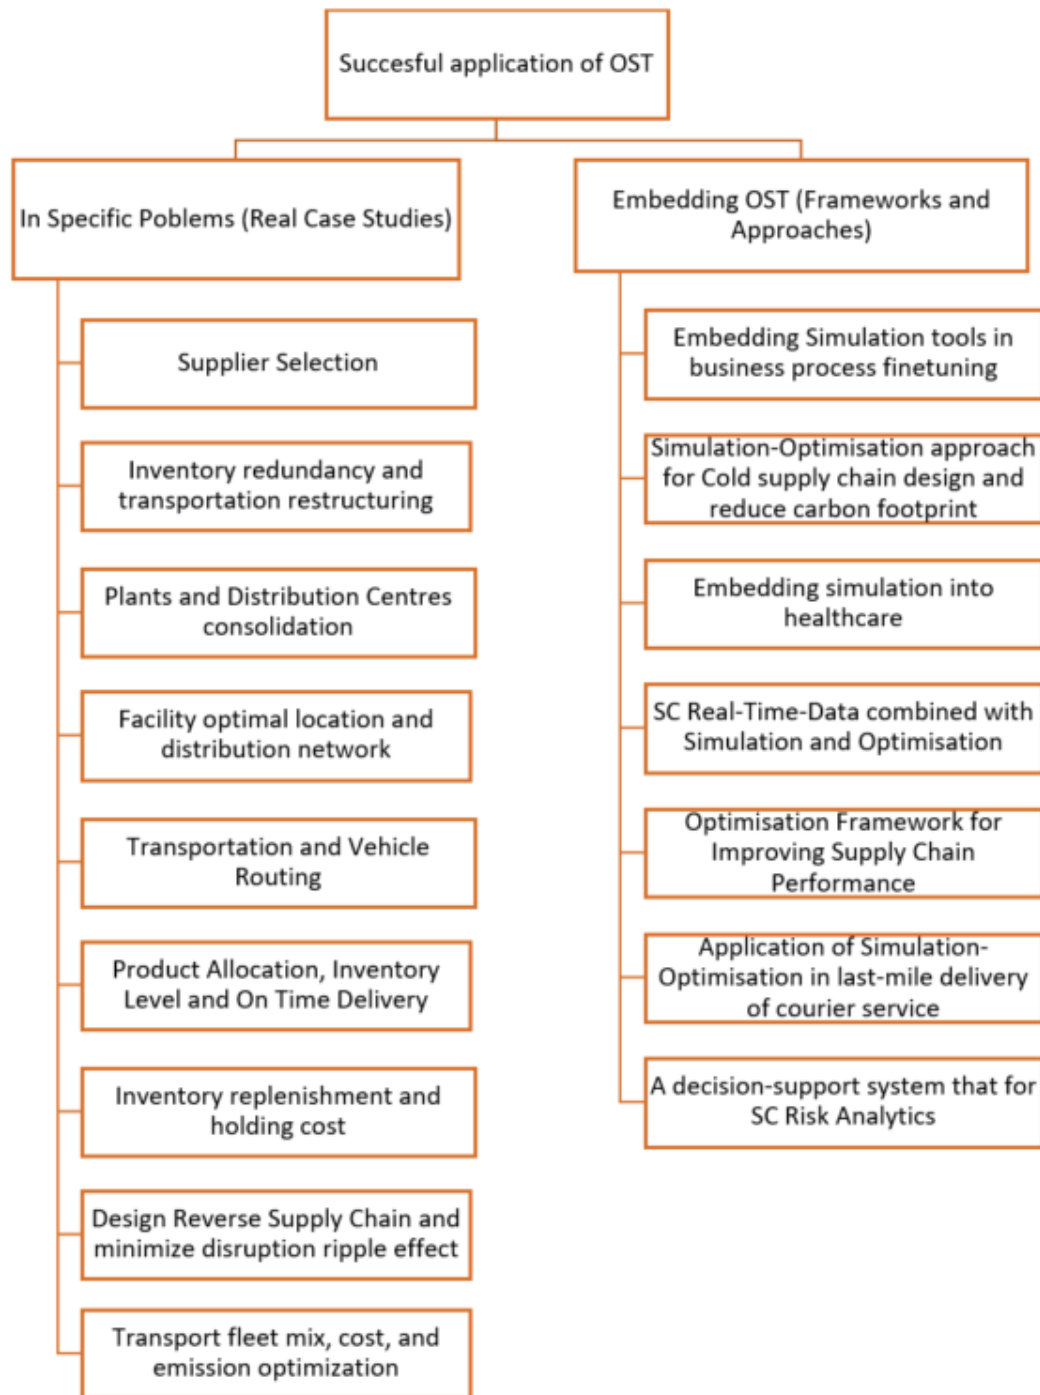 Succesful application of OST
In Specific Poblems (Real Case Studies)
Supplier Selection
Inventory redundancy and
transportation restructuring
Plants and Distribution Centres
consolidation
Facility optimal location and
distribution network
Transportation and Vehicle
Routing
Product Allocation, Inventory
Level and On Time Delivery
Inventory replenishment and
holding cost
Design Reverse Supply Chain and
minimize disruption ripple effect
Transport fleet mix, cost, and
emission optimization
Embedding OST (Frameworks and
Approaches)
Embedding Simulation tools in
business process finetuning
Simulation-Optimisation approach
for Cold supply chain design and
reduce carbon footprint
Embedding simulation into
healthcare
SC Real-Time-Data combined with
Simulation and Optimisation
Optimisation Framework for
Improving Supply Chain
Performance
Application of Simulation-
Optimisation in last-mile delivery
of courier service
A decision-support system that for
SC Risk Analytics